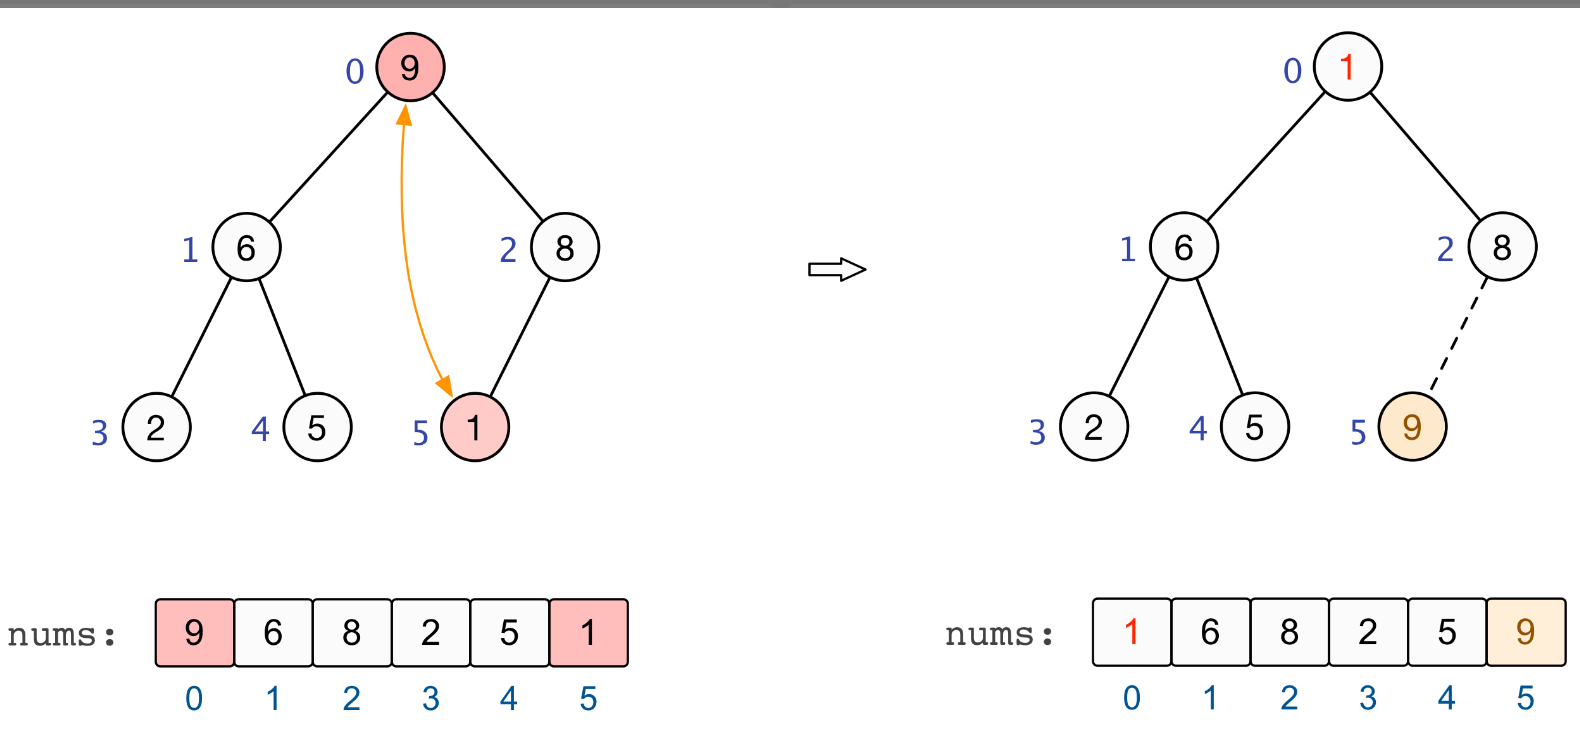 0 9
1 6 2 8
3 2 4 5 5 1
nums: 9 6 8 2 5 1
0 1 2 3 4 5
0 1
1 6 2 8
3 2 4 5 5 9
nums: 1 6 8 2 5 9
0 1 2 3 4 5